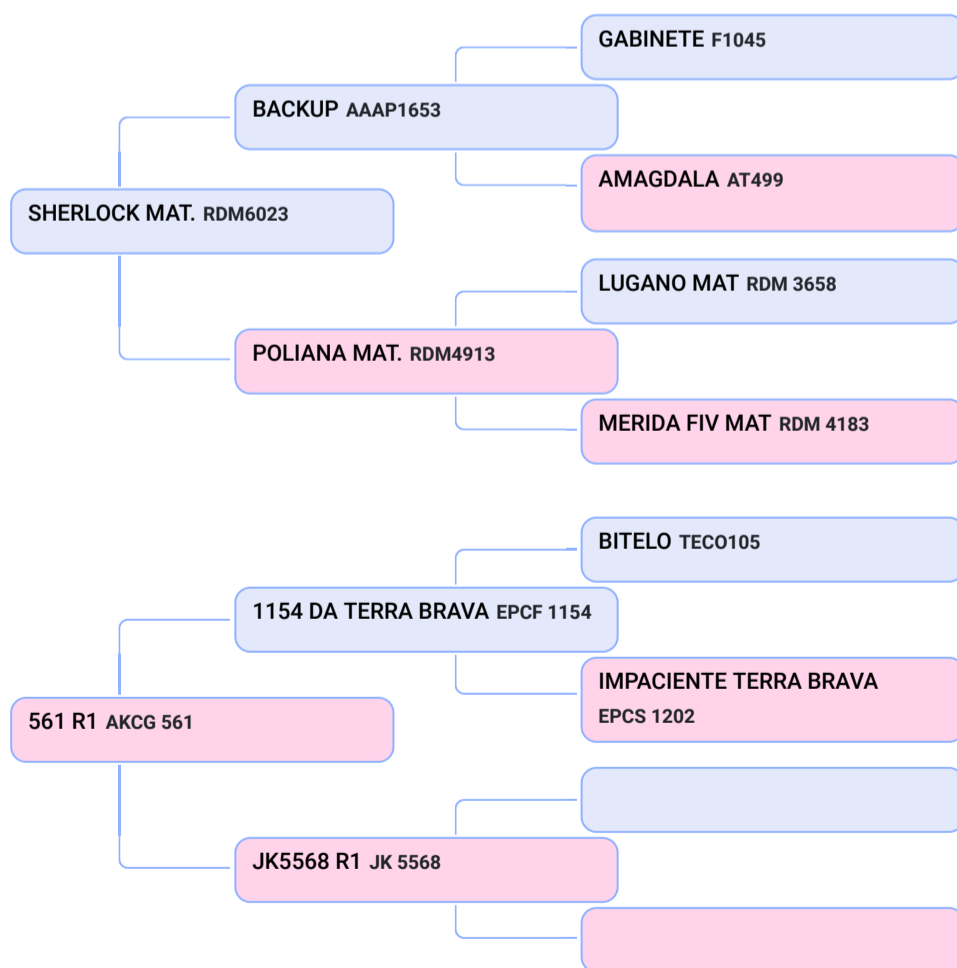 GABINETE F1045
BACKUP AAAP1653
AMAGDALA AT499
SHERLOCK MAT. RDM6023
LUGANO MAT RDM 3658
POLIANA MAT. RDM4913
MERIDA FIV MAT RDM 4183
BITELO TECO105
1154 DA TERRA BRAVA EPCF 1154
IMPACIENTE TERRA BRAVA
EPCS 1202
561 R1 AKCG 561
JK5568 R1 JK 5568